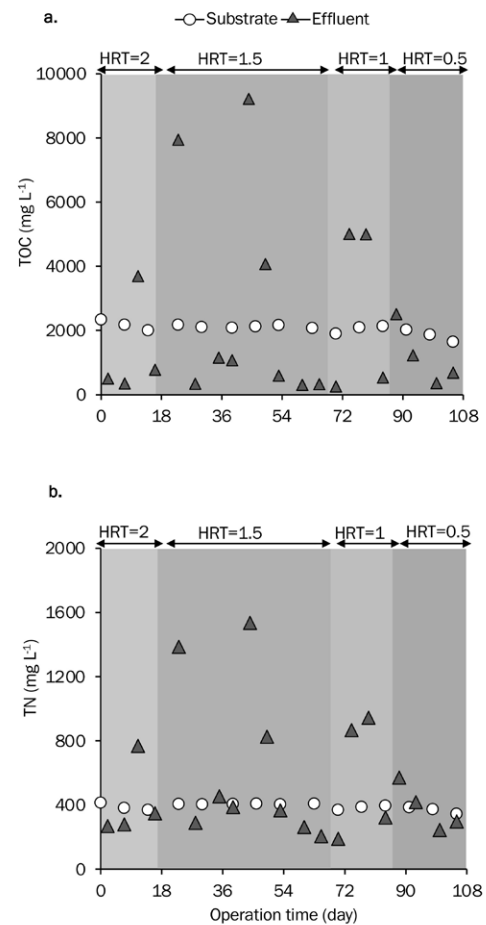 a.
Substrate Effluent
HRT=2 HRT=1.5 HRT=1 HRT=0.5
10000
8000
6000
4000
2000
0
TOC (mg L-1)
0 18 36 54 72 90 108
b.
HRT=2 HRT=1.5 HRT=1 HRT=0.5
2000
1600
1200
800
400
0
TN (mg L-1)
0 18 36 54 72 90 108
Operation time (day)